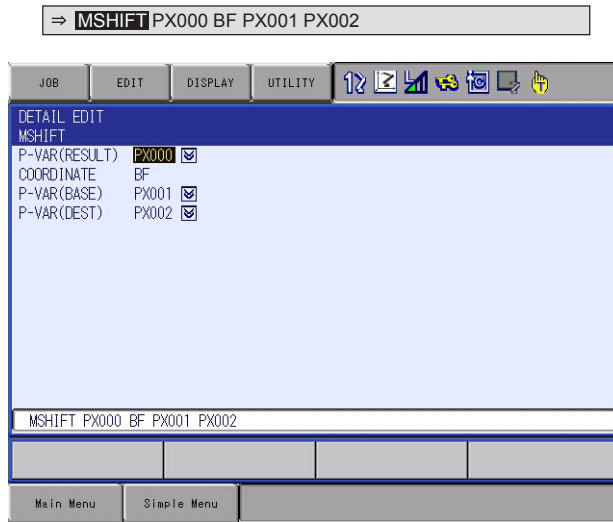 ⇒ MSHIFT PX000 BF PX001 PX002
JOB EDIT DISPLAY UTILITY
DETAIL EDIT
MSHIFT
P-VAR(RESULT) PX000
COORDINATE BF
P-VAR(BASE) PX001
P-VAR(DEST) PX002
MSHIFT PX000 BF PX001 PX002
Main Menu Simple Menu